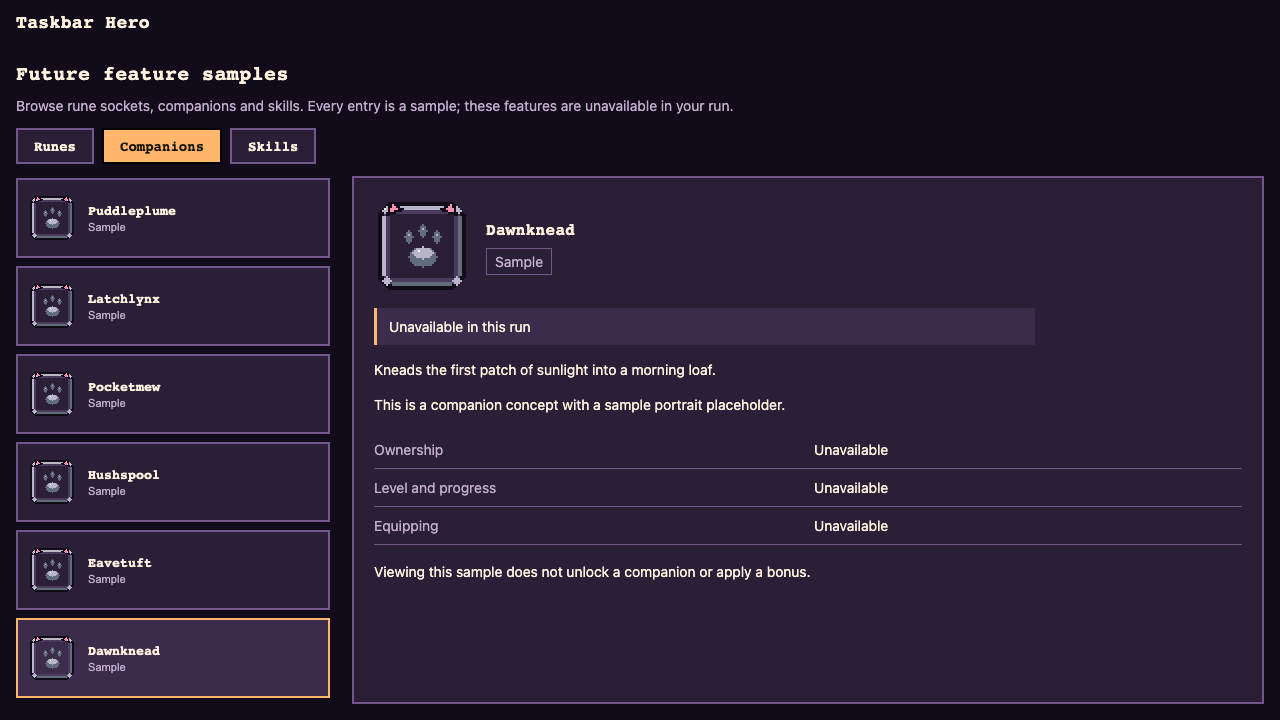 Taskbar Hero
Future feature samples
Browse rune sockets, companions and skills. Every entry is a sample; these features are unavailable in your run.
Runes
Companions
Skills
Puddleplume
Sample
Latchlynx
Sample
Pocketmew
Sample
Hushspool
Sample
Eavetuft
Sample
Dawnknead
Sample
Dawnknead
Sample
Unavailable in this run
Kneads the first patch of sunlight into a morning loaf.
This is a companion concept with a sample portrait placeholder.
Ownership Unavailable
Level and progress Unavailable
Equipping Unavailable
Viewing this sample does not unlock a companion or apply a bonus.